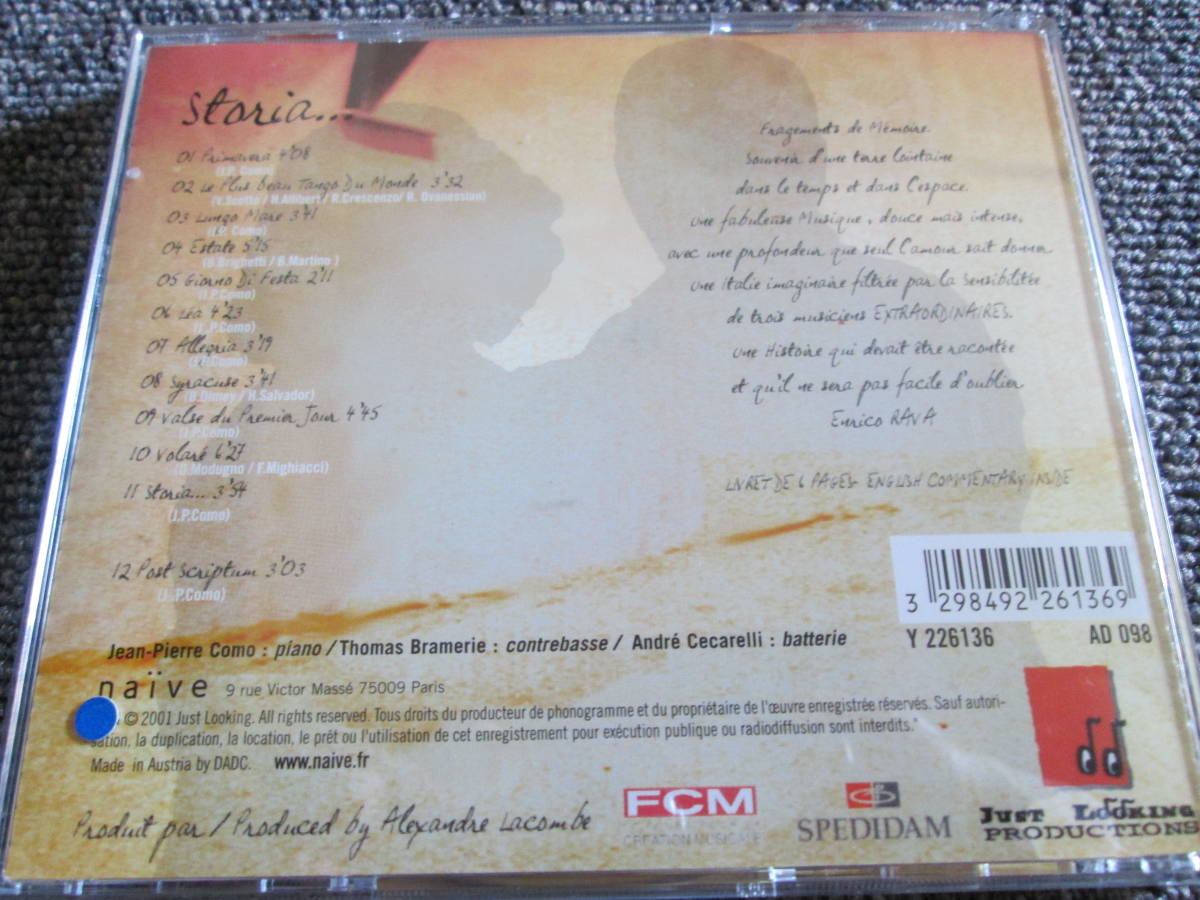 Storia...
01 Primavera 4'08
(J.P. Como)
02 Le Plus beau Tango Du Monde 3'32
(V.Scotto / H.Alibert / R.Crescenzo / R. Ovanessian)
03 Lungo Mare 3'41
(J.P. Como)
04 Estate 5'15
(B.Brighetti / B.Martino )
05 Giorno Di Festa 2'11
(J.P.Como)
06 Léa 4'23
(J..P.Como)
07 Allegria 3'19
(J.P.Como)
08 Syracuse 3'41
(B.Dimey / H.Salvador)
09 Valse du Premier Jour 4'45
(J.P.Como)
10 Volaré 6'27
(D.Modugno / F.Mighiacci)
11 Storia... 3'54
(J.P.Como)
12 Post Scriptum 3'03
(J..P.Como)
Fragements de Mémoire.
Souvenir d'une terre lointaine
dans le temps et dans l'espace.
Une fabuleuse Musique, douce mais intense,
avec une profondeur que seul l'amour sait donner
Une Italie imaginaire filtrée par la Sensibilitée
de trois musiciens EXTRAORDINAIRES.
Une Histoire qui devait être racontée
et qu'il ne sera pas facile d'oublier
Enrico RAVA
LIVRET DE 6 PAGES- ENGLISH COMMENTARY INSIDE
3 298492 261369
Y 226136 AD 098
Jean-Pierre Como : piano / Thomas Bramerie : contrebasse / André Cecarelli : batterie
naïve 9 rue Victor Massé 75009 Paris
© 2001 Just Looking. All rights reserved. Tous droits du producteur de phonogramme et du propriétaire de l'œuvre enregistrée réservés. Sauf autori-
sation, la duplication, la location, le prêt ou l'utilisation de cet enregistrement pour exécution publique ou radiodiffusion sont interdits."
Made in Austria by DADC. www.naive.fr
Produit par / Produced by Alexandre Lacombe
FCM
CREATION MUSICALE
SPEDIDAM
JUST LOOKING
PRODUCTIONS